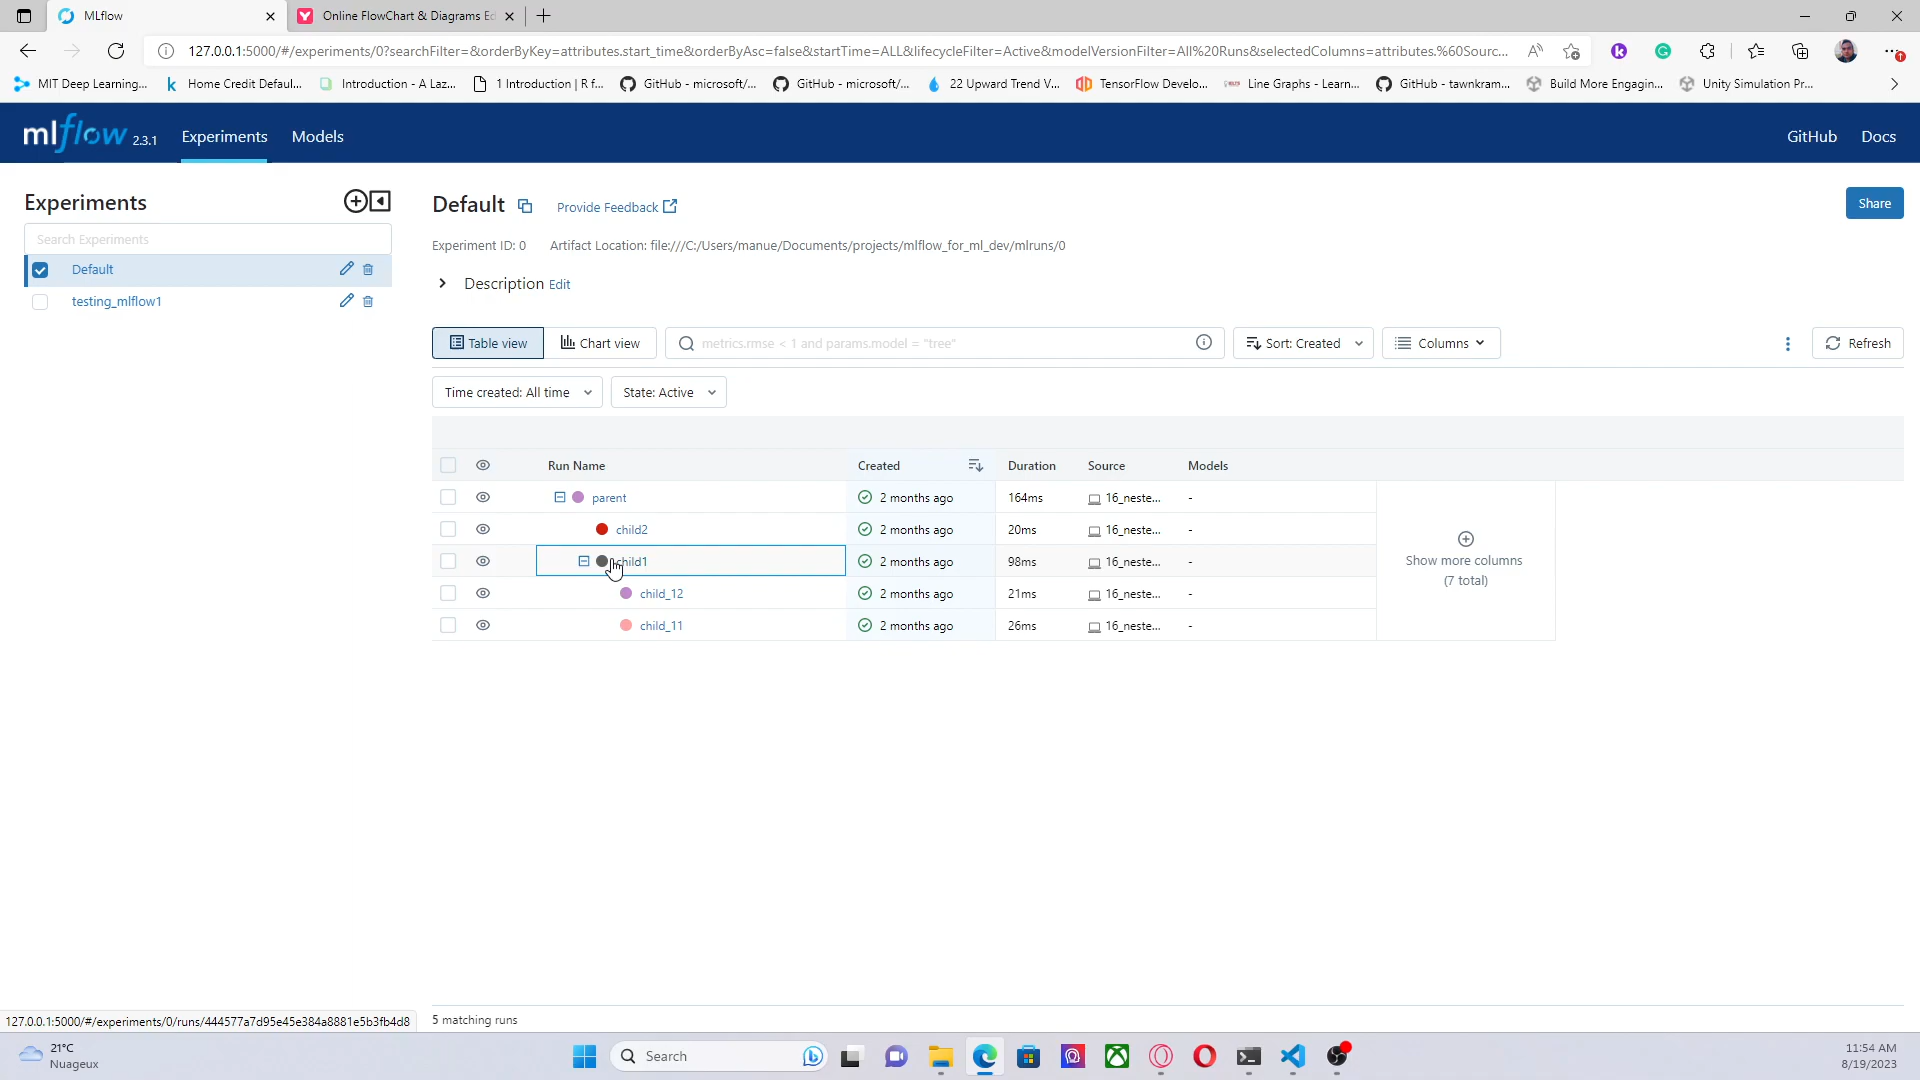 MLflow
Online FlowChart & Diagrams Ed
127.0.0.1:5000/#/experiments/0?searchFilter=&orderByKey=attributes.start_time&orderByAsc=false&startTime=ALL&lifecycleFilter=Active&modelVersionFilter=All%20Runs&selectedColumns=attributes.%60Sourc...
MIT Deep Learning... Home Credit Defaul... Introduction - A Laz... 1 Introduction | R f... GitHub - microsoft/... GitHub - microsoft/... 22 Upward Trend V... TensorFlow Develo... Line Graphs - Learn... GitHub - tawnkram... Build More Engagin... Unity Simulation Pr...
mlflow 2.3.1 Experiments Models GitHub Docs
Experiments
Search Experiments
Default
testing_mlflow1
Default Provide Feedback Share
Experiment ID: 0 Artifact Location: file:///C:/Users/manue/Documents/projects/mlflow_for_ml_dev/mlruns/0
Description Edit
Table view Chart view metrics.rmse < 1 and params.model = "tree" Sort: Created Columns Refresh
Time created: All time State: Active
Run Name Created Duration Source Models
parent 2 months ago 164ms 16_neste... -
child2 2 months ago 20ms 16_neste... -
child1 2 months ago 98ms 16_neste... -
child_12 2 months ago 21ms 16_neste... -
child_11 2 months ago 26ms 16_neste... -
Show more columns
(7 total)
5 matching runs
127.0.0.1:5000/#/experiments/0/runs/444577a7d95e45e384a8881e5b3fb4d8
21°C
Nuageux
Search
11:54 AM
8/19/2023